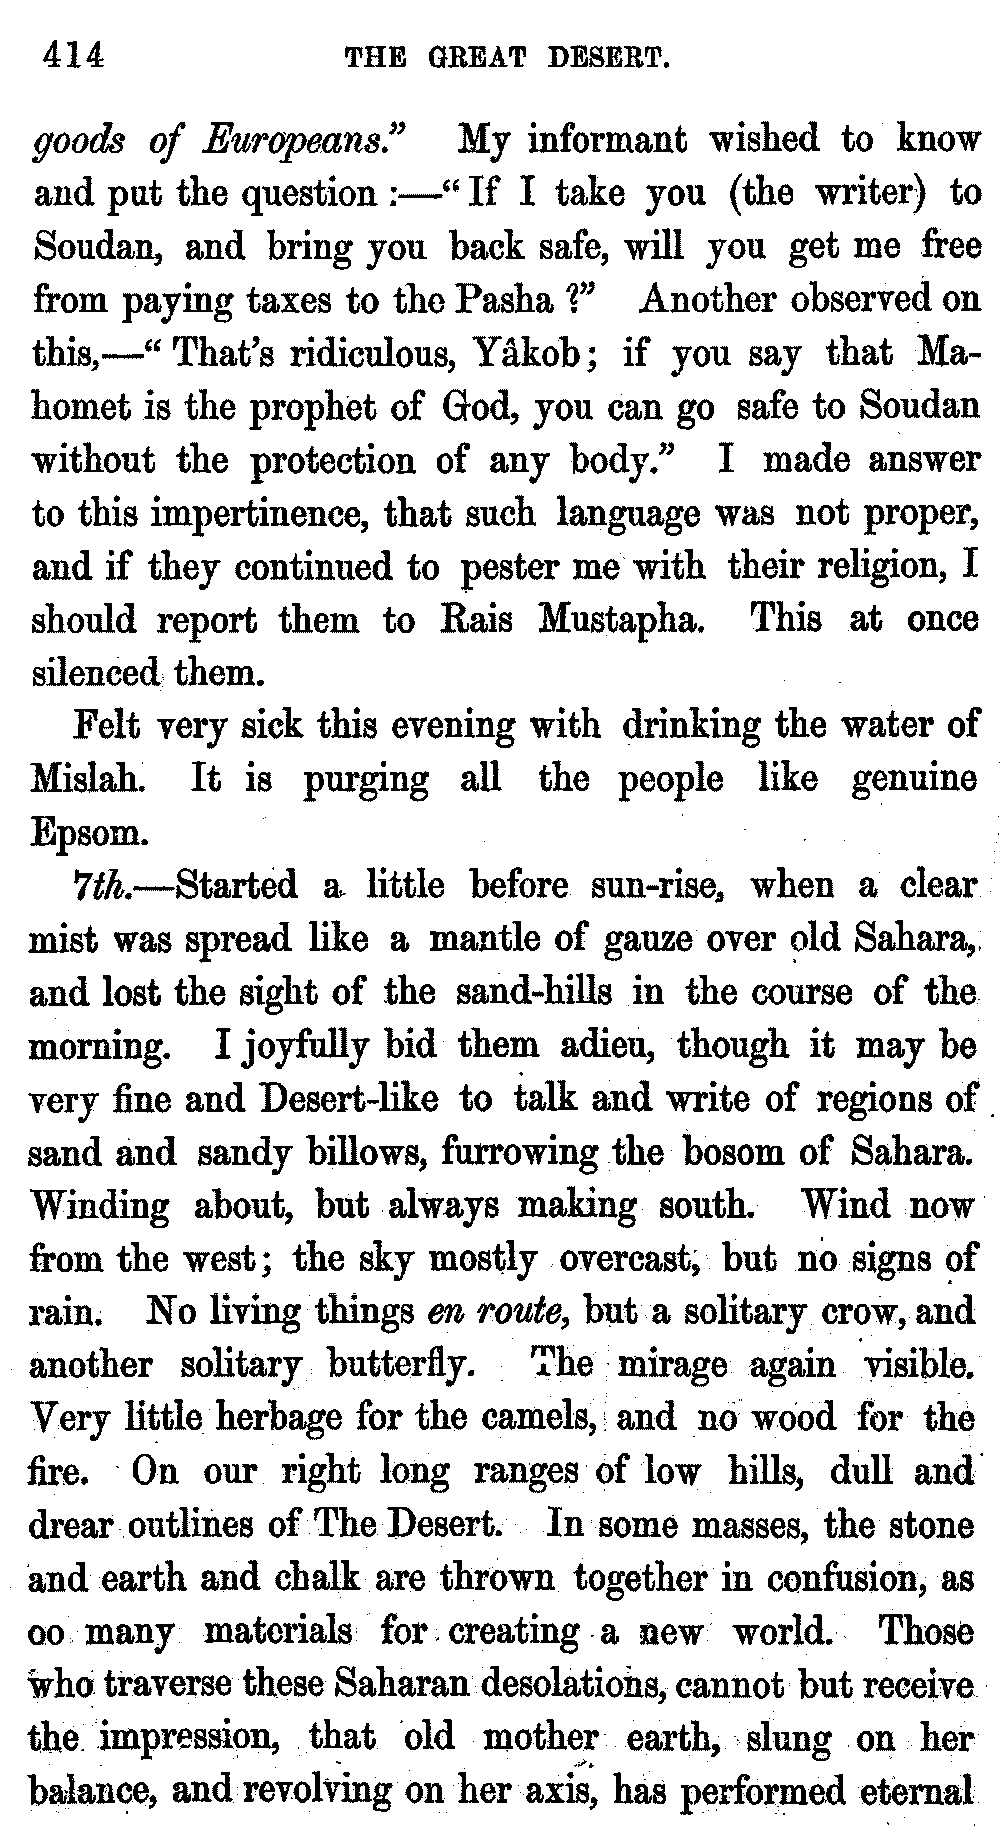 414 THE GREAT DESERT.
goods of Europeans.” My informant wished to know
and put the question :—“ If I take you (the writer) to
Soudan, and bring you back safe, will you get me free
from paying taxes to the Pasha ?” Another observed on
this,—“ That’s ridiculous, Yâkob; if you say that Ma-
homet is the prophet of God, you can go safe to Soudan
without the protection of any body.” I made answer
to this impertinence, that such language was not proper,
and if they continued to pester me with their religion, I
should report them to Rais Mustapha. This at once
silenced them.
Felt very sick this evening with drinking the water of
Mislah. It is purging all the people like genuine
Epsom.
7th.—Started a little before sun-rise, when a clear
mist was spread like a mantle of gauze over old Sahara,
and lost the sight of the sand-hills in the course of the
morning. I joyfully bid them adieu, though it may be
very fine and Desert-like to talk and write of regions of
sand and sandy billows, furrowing the bosom of Sahara.
Winding about, but always making south. Wind now
from the west; the sky mostly overcast, but no signs of
rain. No living things en route, but a solitary crow, and
another solitary butterfly. The mirage again visible.
Very little herbage for the camels, and no wood for the
fire. On our right long ranges of low hills, dull and
drear outlines of The Desert. In some masses, the stone
and earth and chalk are thrown together in confusion, as
oo many materials for creating a new world. Those
who traverse these Saharan desolations, cannot but receive
the impression, that old mother earth, slung on her
balance, and revolving on her axis, has performed eternal